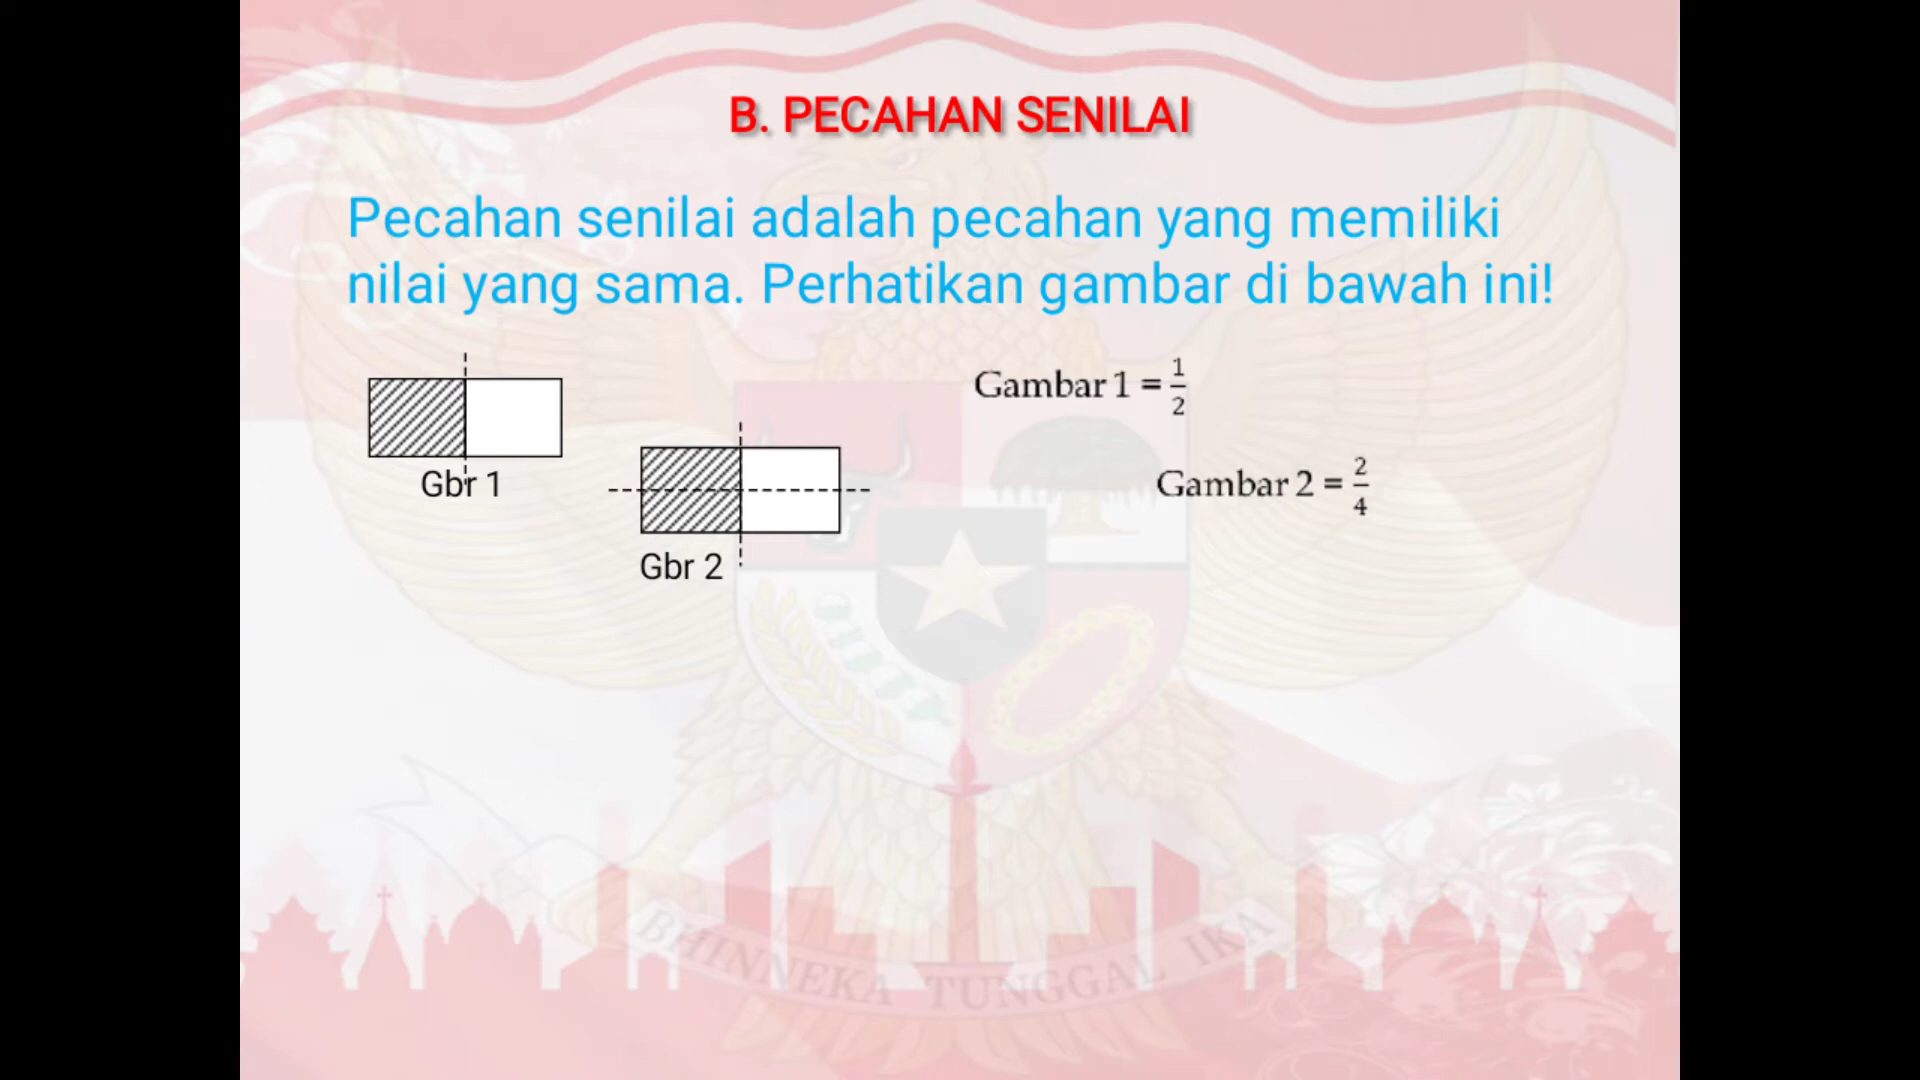 B. PECAHAN SENILAI
Pecahan senilai adalah pecahan yang memiliki
nilai yang sama. Perhatikan gambar di bawah ini!
Gambar 1 = 1/2
Gbr 1
Gambar 2 = 2/4
Gbr 2
BHINNEKA TUNGGAL IKA